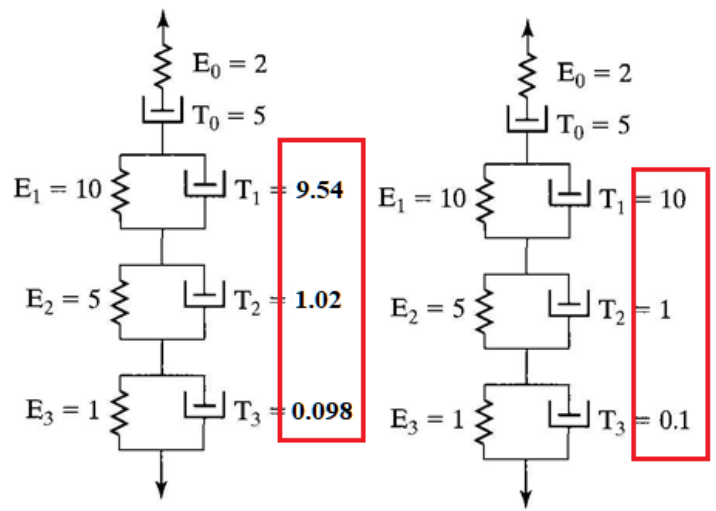 E₀ = 2
T₀ = 5
E₁ = 10
T₁ = 9.54
E₂ = 5
T₂ = 1.02
E₃ = 1
T₃ = 0.098
E₀ = 2
T₀ = 5
E₁ = 10
T₁ = 10
E₂ = 5
T₂ = 1
E₃ = 1
T₃ = 0.1